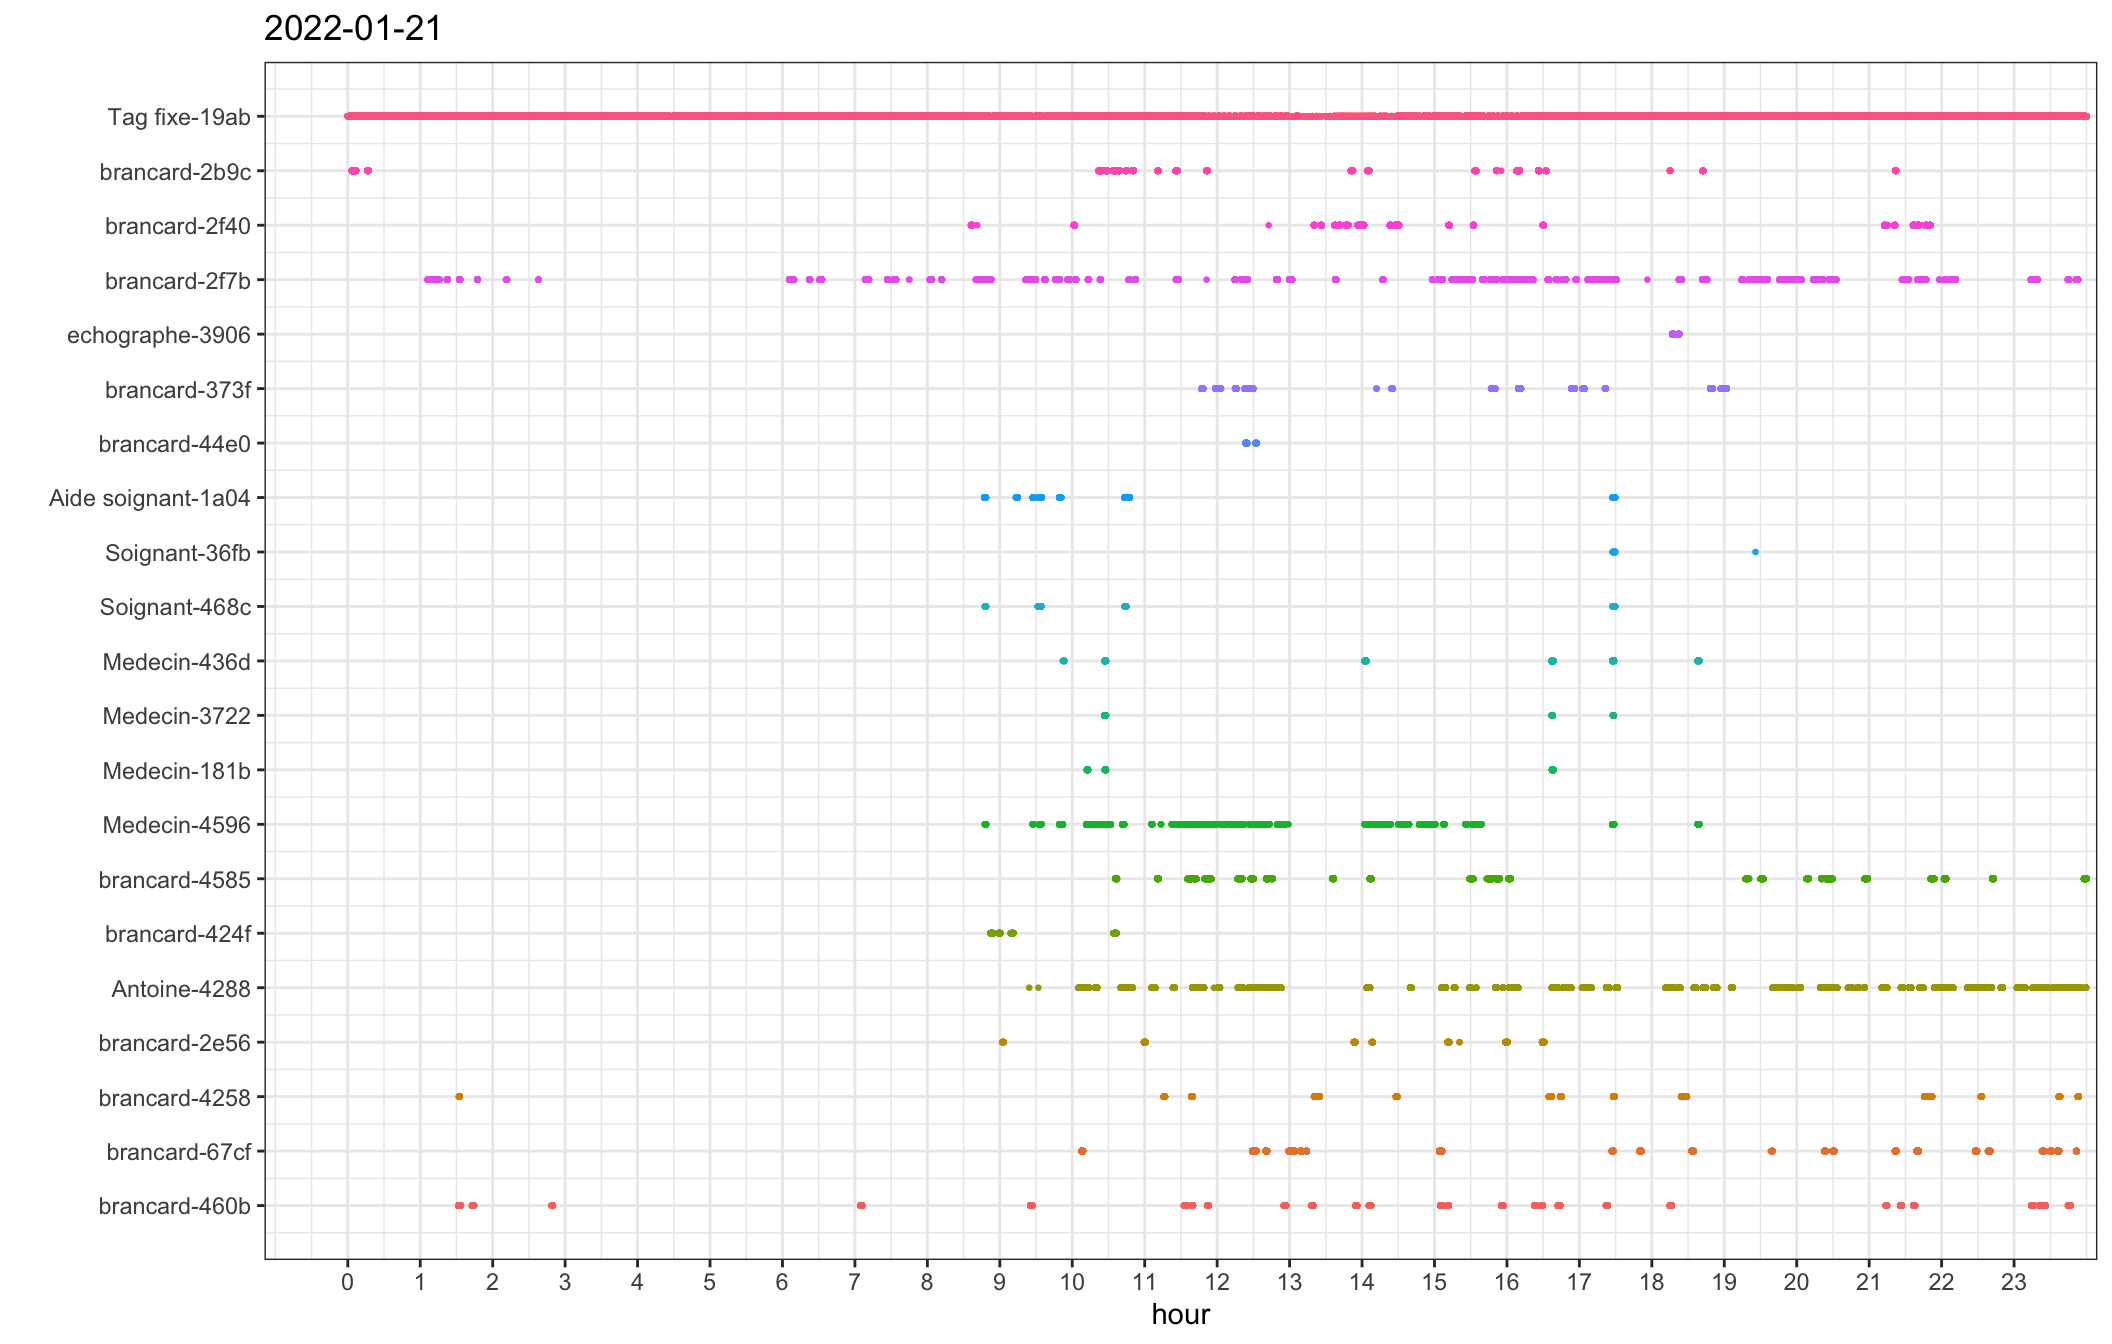 2022-01-21
Tag fixe-19ab
brancard-2b9c
brancard-2f40
brancard-2f7b
echographe-3906
brancard-373f
brancard-44e0
Aide soignant-1a04
Soignant-36fb
Soignant-468c
Medecin-436d
Medecin-3722
Medecin-181b
Medecin-4596
brancard-4585
brancard-424f
Antoine-4288
brancard-2e56
brancard-4258
brancard-67cf
brancard-460b
0 1 2 3 4 5 6 7 8 9 10 11 12 13 14 15 16 17 18 19 20 21 22 23
hour